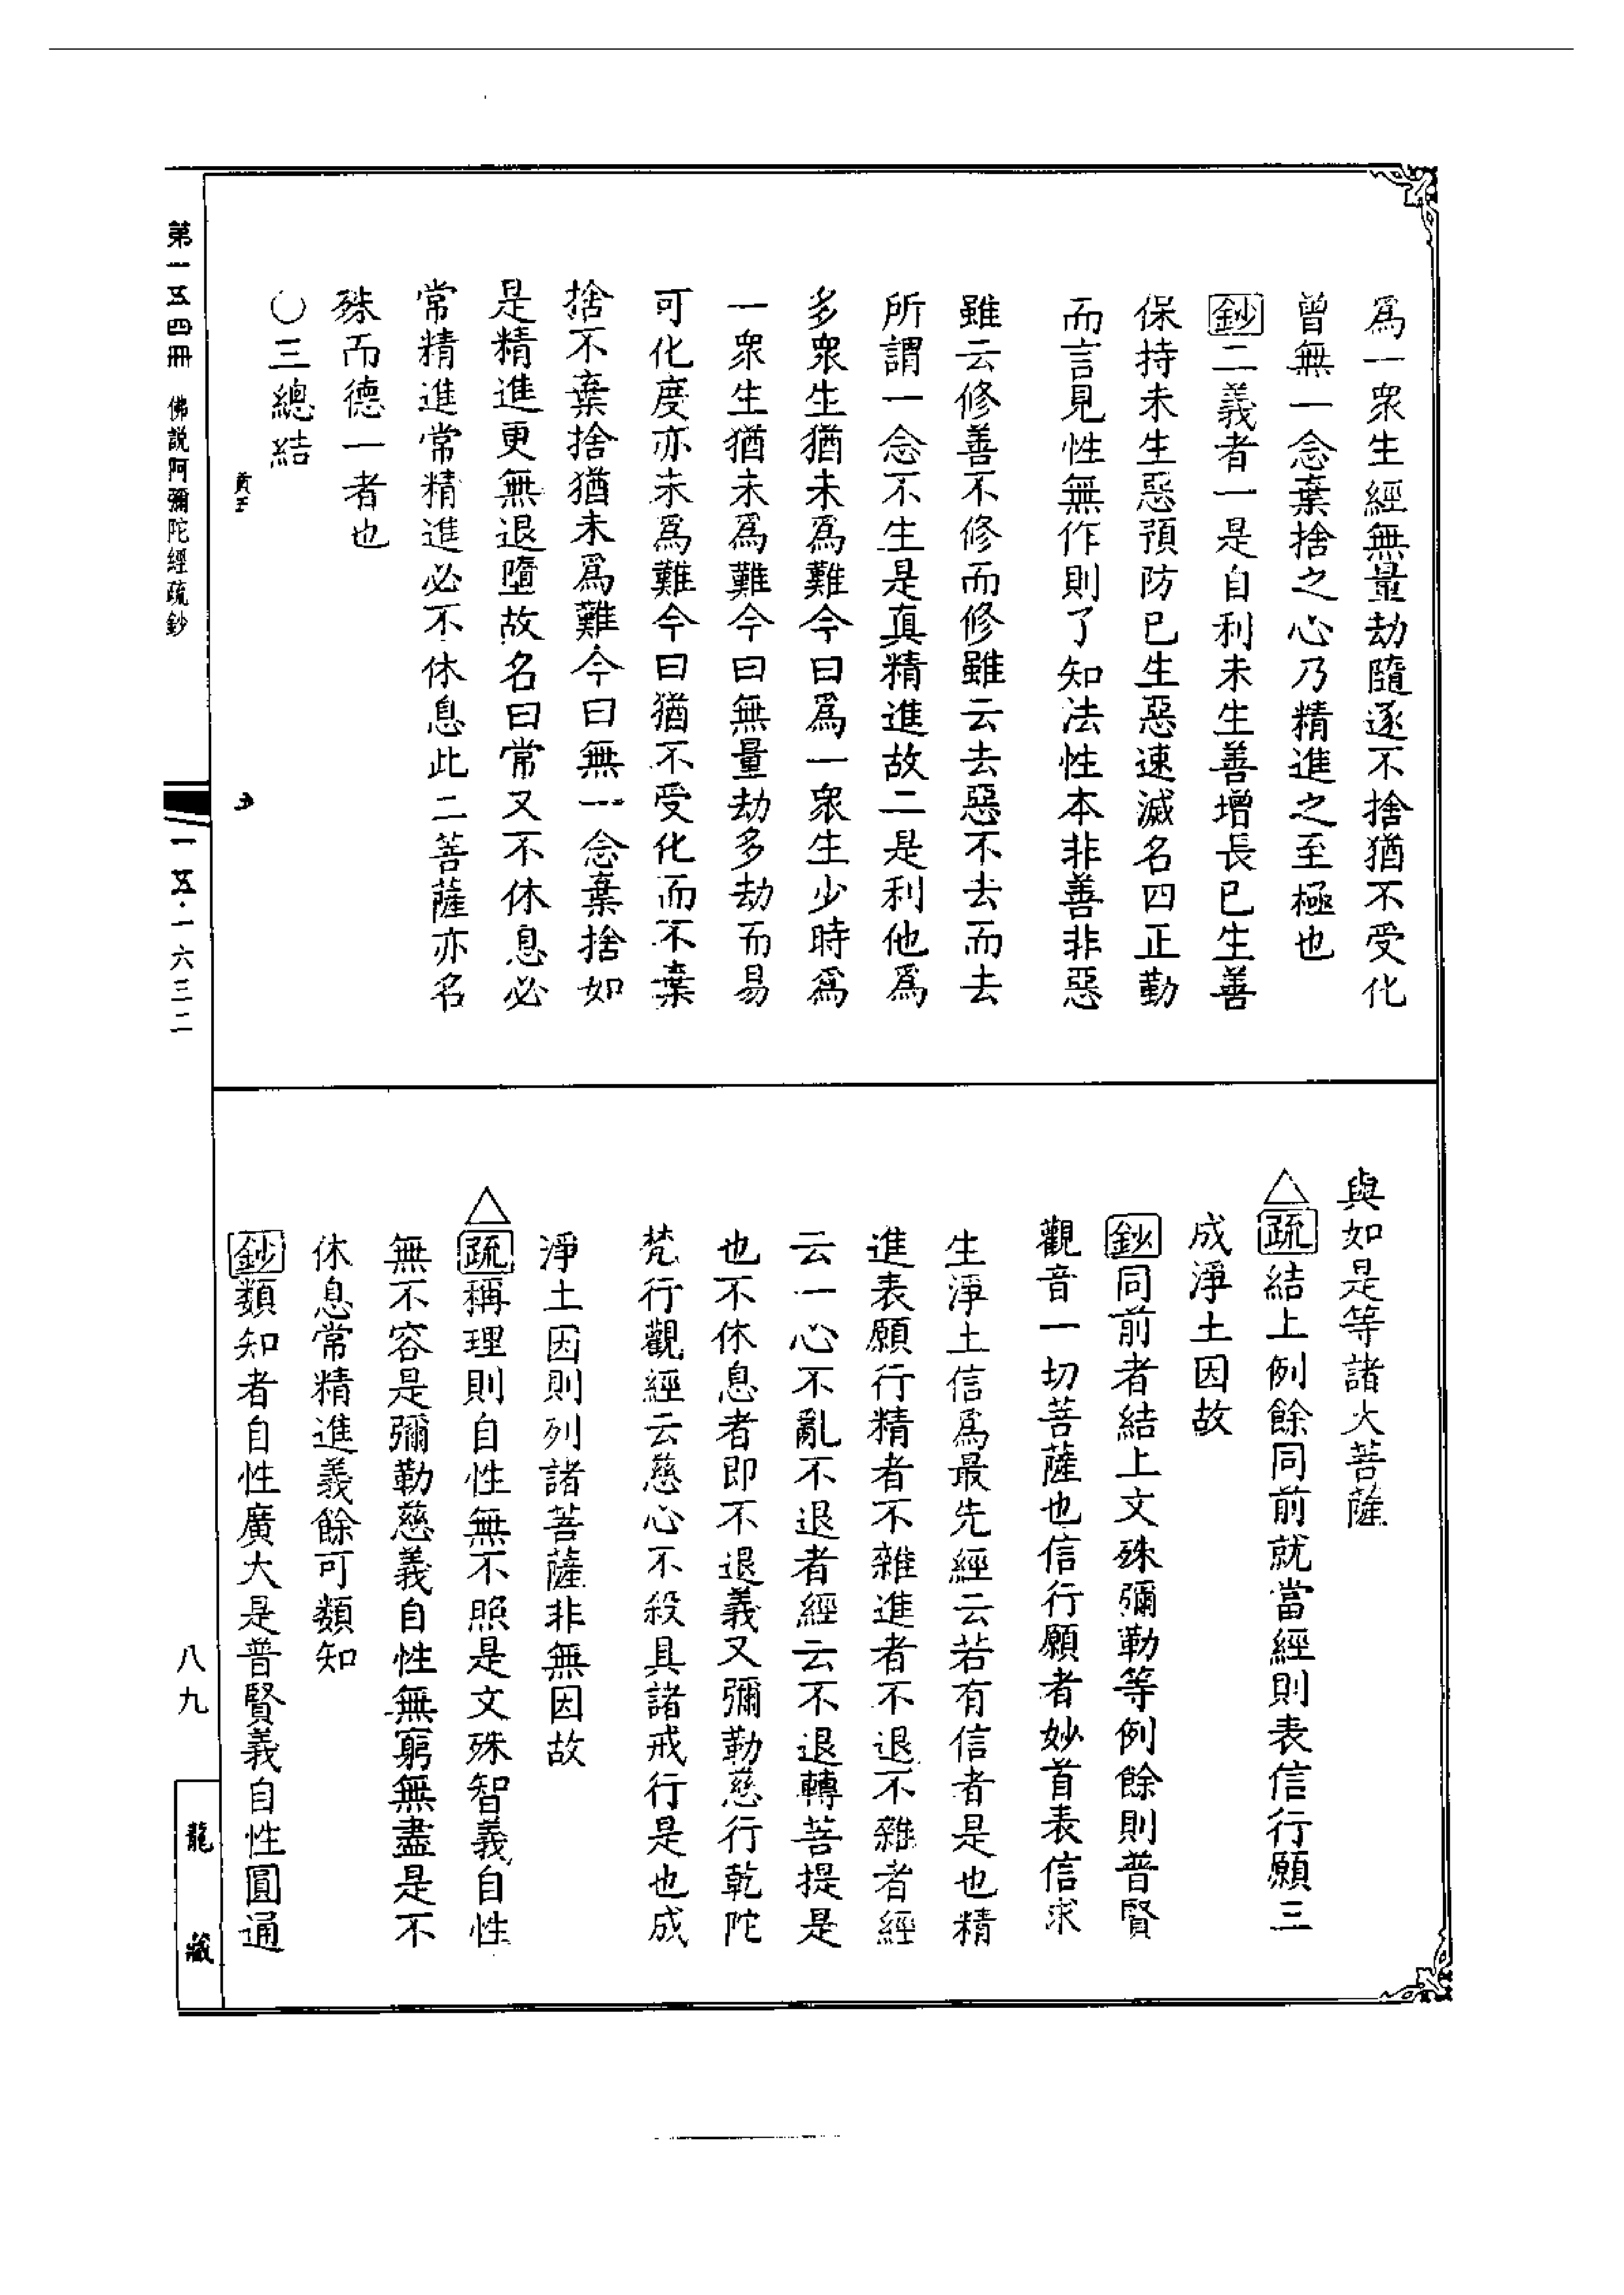 爲一衆生經無量劫隨逐不捨猶不受化
曾無一念棄捨之心乃精進之至極也
鈔二義者一是自利未生善增長已生善
保持未生惡預防已生惡速滅名四正勤
而言見性無作則了知法性本非善非惡
雖云修善不修而修雖云去惡不去而去
所謂一念不生是真精進故二是利他爲
多衆生猶未爲難今曰爲一衆生少時爲
一衆生猶未爲難今曰無量劫多劫而易
可化度亦未爲難今曰猶不受化而不棄
捨不棄捨猶未爲難今曰無一念棄捨如
是精進更無退墮故名曰常又不休息必
常精進常精進必不休息此二菩薩亦名
殊而德一者也
〇三總結
與如是等諸大菩薩
△疏結上例餘同前就當經則表信行願三
成淨土因故
鈔同前者結上文殊彌勒等例餘則普賢
觀音一切菩薩也信行願者妙首表信求
生淨土信爲最先經云若有信者是也精
進表願行精者不雜進者不退不雜者經
云一心不亂不退者經云不退轉菩提是
也不休息者即不退義又彌勒慈行乾陀
梵行觀經云慈心不殺具諸戒行是也成
淨土因則列諸菩薩非無因故
△疏稱理則自性無不照是文殊智義自性
無不容是彌勒慈義自性無窮無盡是不
休息常精進義餘可類知
鈔類知者自性廣大是普賢義自性圓通
第一五四冊 佛說阿彌陀經疏鈔
一五·一六三二
八九
龍藏